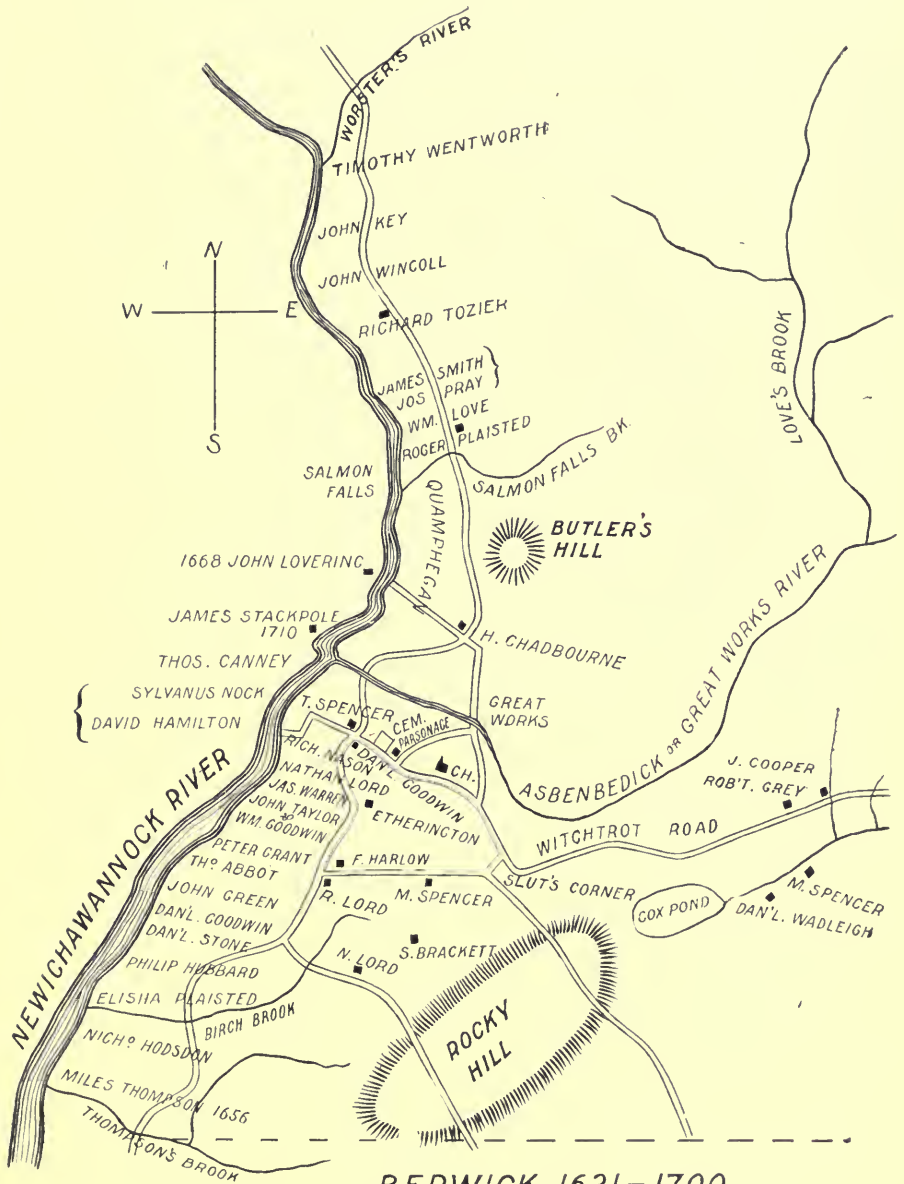 WORSTER'S RIVER
TIMOTHY WENTWORTH
JOHN KEY
N
JOHN WINCOLL
W
E
RICHARD TOZIER
S
JAMES SMITH
JOS PRAY
WM. LOVE
ROGER PLAISTED
LOVE'S BROOK
SALMON FALLS BK.
SALMON
FALLS
QUAMPHEGAN
BUTLER'S
HILL
1668 JOHN LOVERING
JAMES STACKPOLE
1710
H. CHADBOURNE
THOS. CANNEY
SYLVANUS NOCK
DAVID HAMILTON
GREAT
WORKS
ASBENBEDICK OR GREAT WORKS RIVER
T. SPENCER
CEM.
PARSONAGE
RICH. NASON
DAN'L. GOODWIN
CH.
NATHAN LORD
JAS. WARREN
JOHN TAYLOR
TO
WM. GOODWIN
ETHERINGTON
J. COOPER
ROB'T. GREY
WITCHTROT ROAD
PETER GRANT
THO. ABBOT
F. HARLOW
SLUT'S CORNER
JOHN GREEN
R. LORD
M. SPENCER
COX POND
M. SPENCER
DAN'L. WADLEIGH
DAN'L. GOODWIN
DAN'L. STONE
S. BRACKETT
N. LORD
PHILIP HUBBARD
ELISHA PLAISTED
BIRCH BROOK
NEWICHAWANNOCK RIVER
ROCKY
HILL
NICHO HODSDON
MILES THOMPSON 1656
THOMPSON'S BROOK
BERWICK 1631-1700